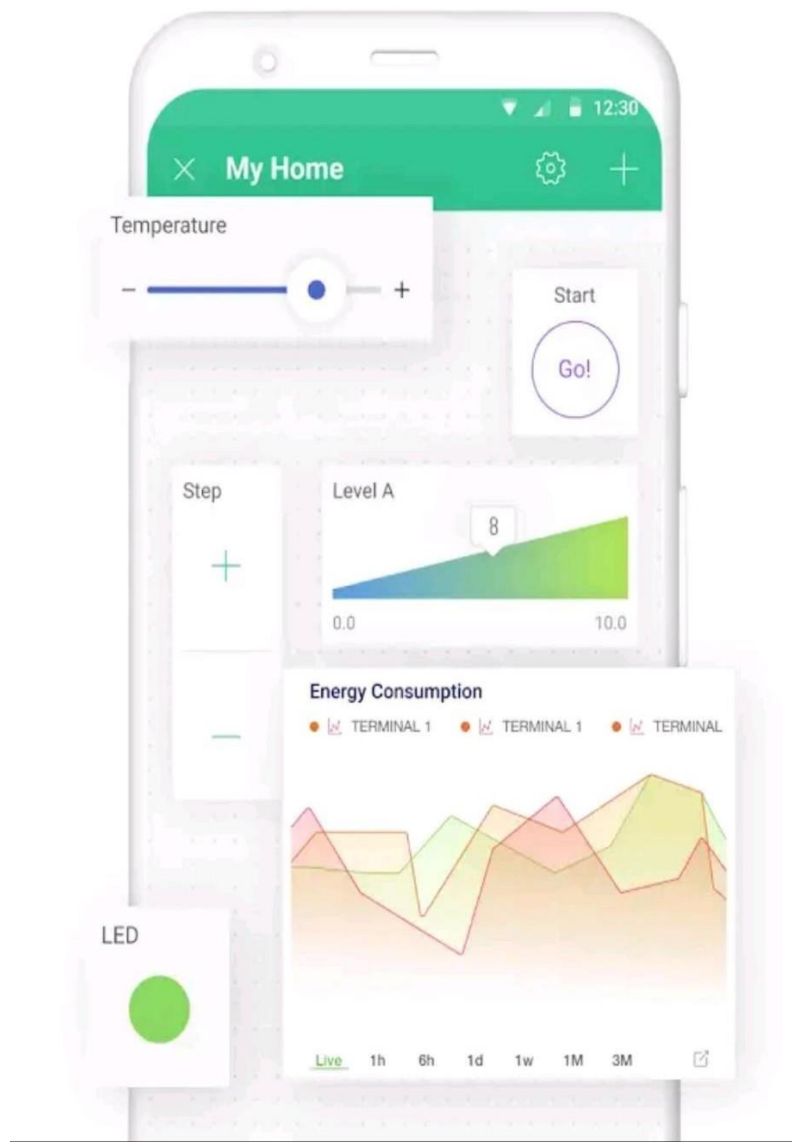 12:30
My Home
Temperature
− +
Start
Go!
Step
+
−
Level A
8
0.0 10.0
Energy Consumption
TERMINAL 1 TERMINAL 1 TERMINAL
LED
Live 1h 6h 1d 1w 1M 3M